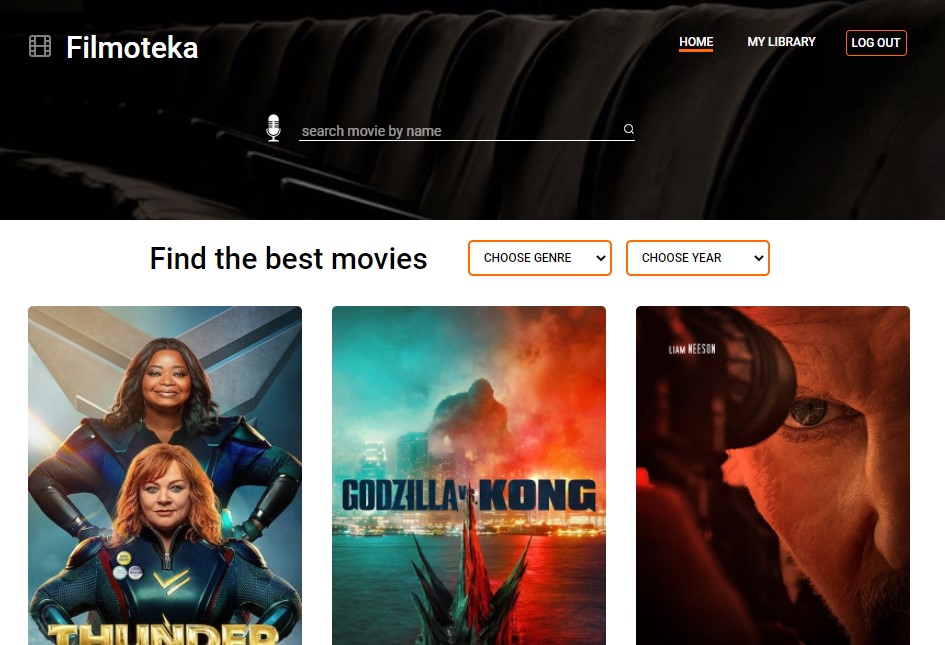 Filmoteka
HOME
MY LIBRARY
LOG OUT
search movie by name
Find the best movies
CHOOSE GENRE
CHOOSE YEAR
LIAM NEESON
GODZILLA vs. KONG
THUNDER